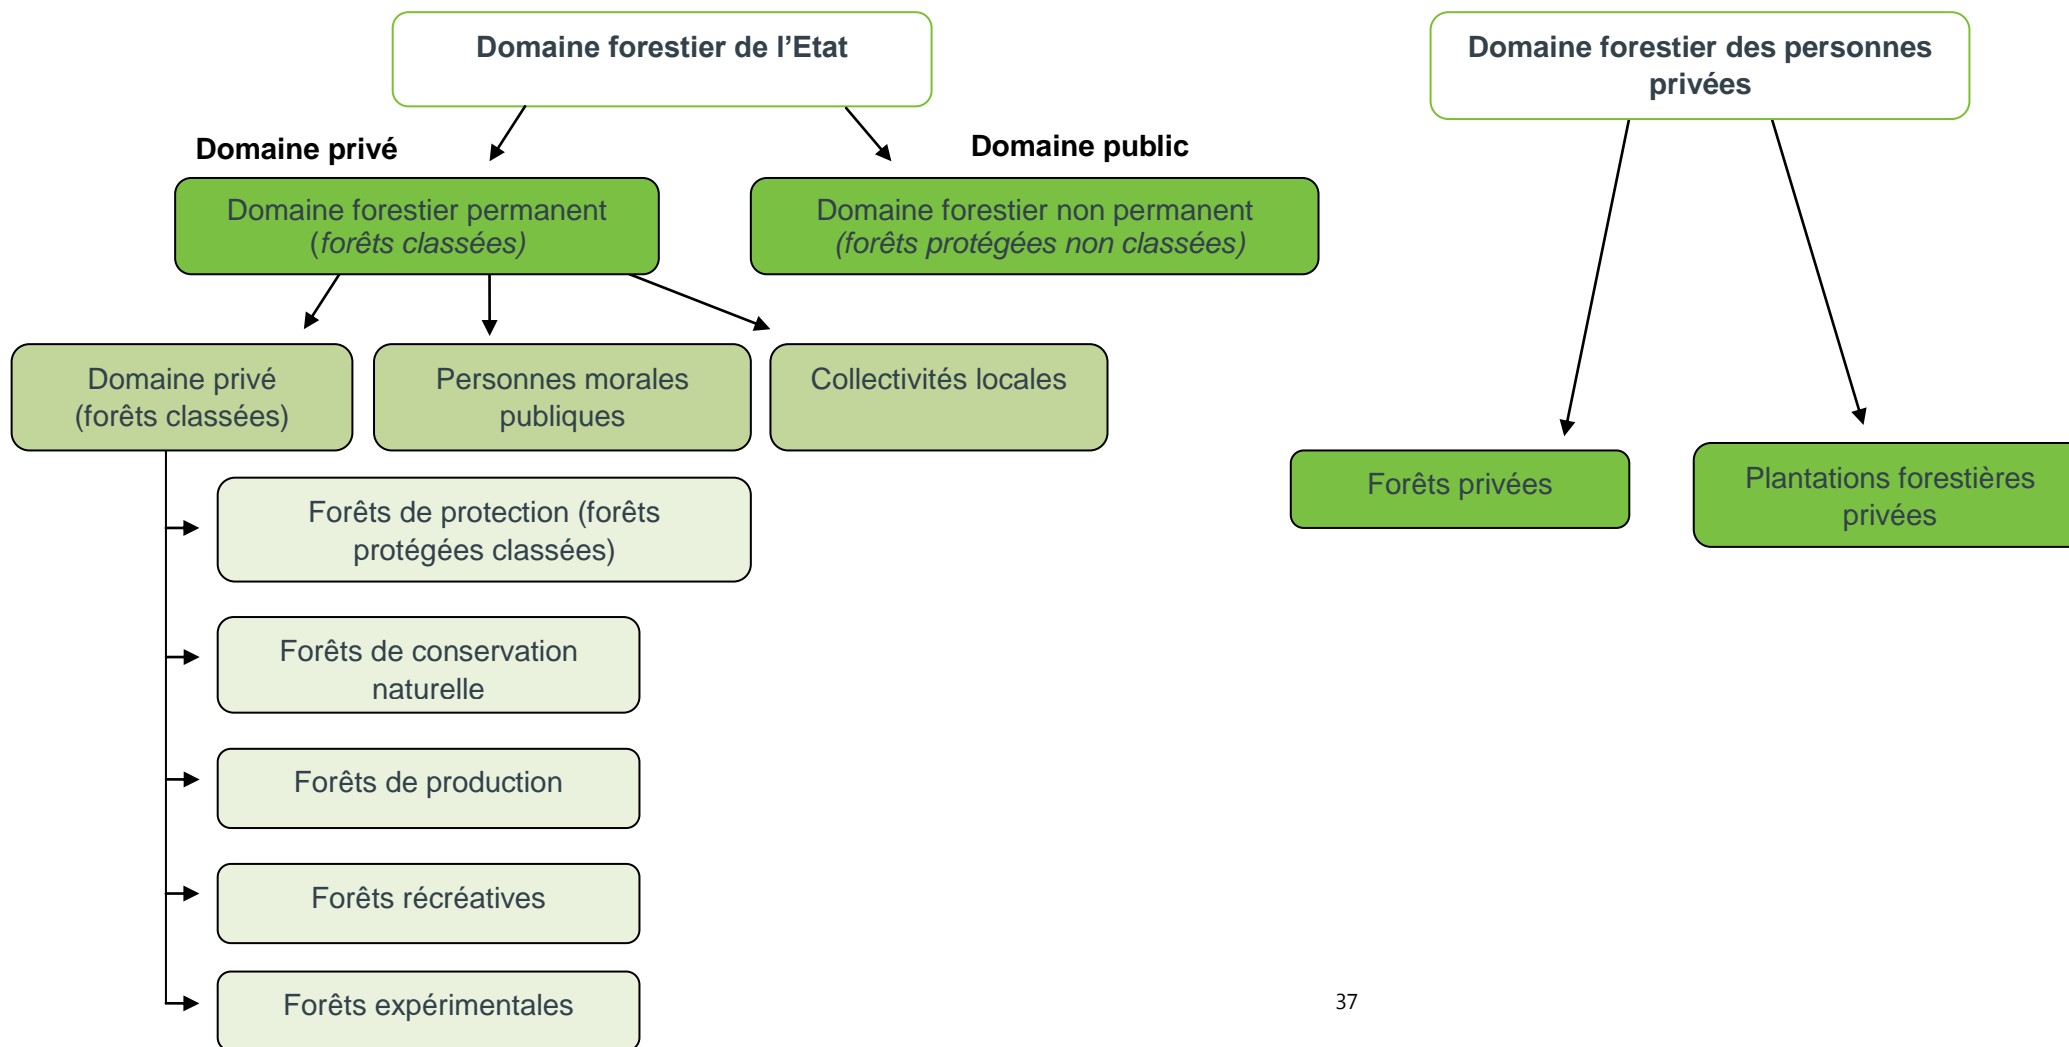 Domaine forestier de l’Etat
Domaine forestier des personnes
privées
Domaine privé
Domaine public
Domaine forestier permanent
(forêts classées)
Domaine forestier non permanent
(forêts protégées non classées)
Domaine privé
(forêts classées)
Personnes morales
publiques
Collectivités locales
Forêts privées
Plantations forestières
privées
Forêts de protection (forêts
protégées classées)
Forêts de conservation
naturelle
Forêts de production
Forêts récréatives
Forêts expérimentales
37